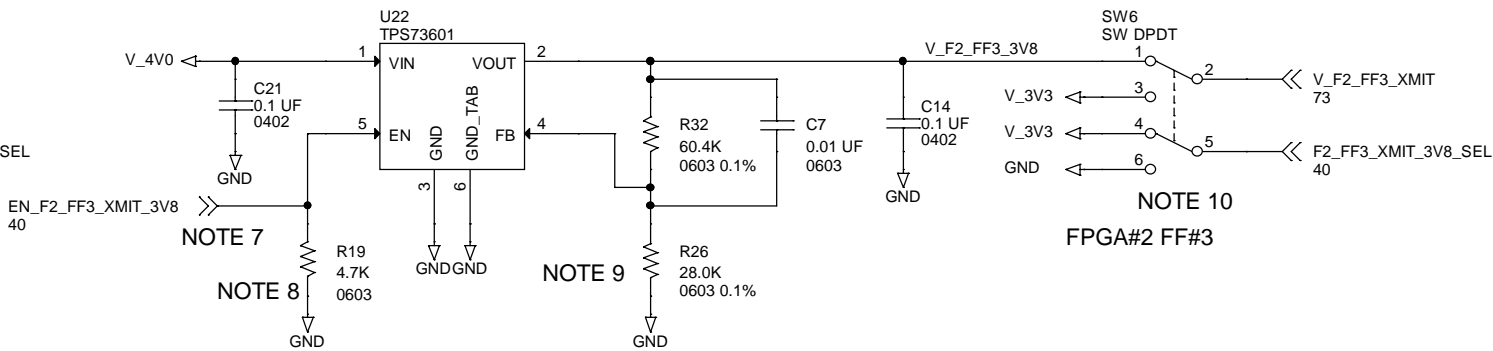 U22
TPS73601
V_4V0
1
VIN
VOUT
2
V_F2_FF3_3V8
C21
0.1 UF
0402
GND
5
EN
GND
GND_TAB
FB
4
3
6
GND
GND
SEL
EN_F2_FF3_XMIT_3V8
40
NOTE 7
NOTE 8
R19
4.7K
0603
GND
R32
60.4K
0603 0.1%
C7
0.01 UF
0603
NOTE 9
R26
28.0K
0603 0.1%
GND
C14
0.1 UF
0402
GND
SW6
SW DPDT
1
2
V_F2_FF3_XMIT
73
V_3V3
3
V_3V3
4
5
F2_FF3_XMIT_3V8_SEL
40
GND
6
NOTE 10
FPGA#2 FF#3